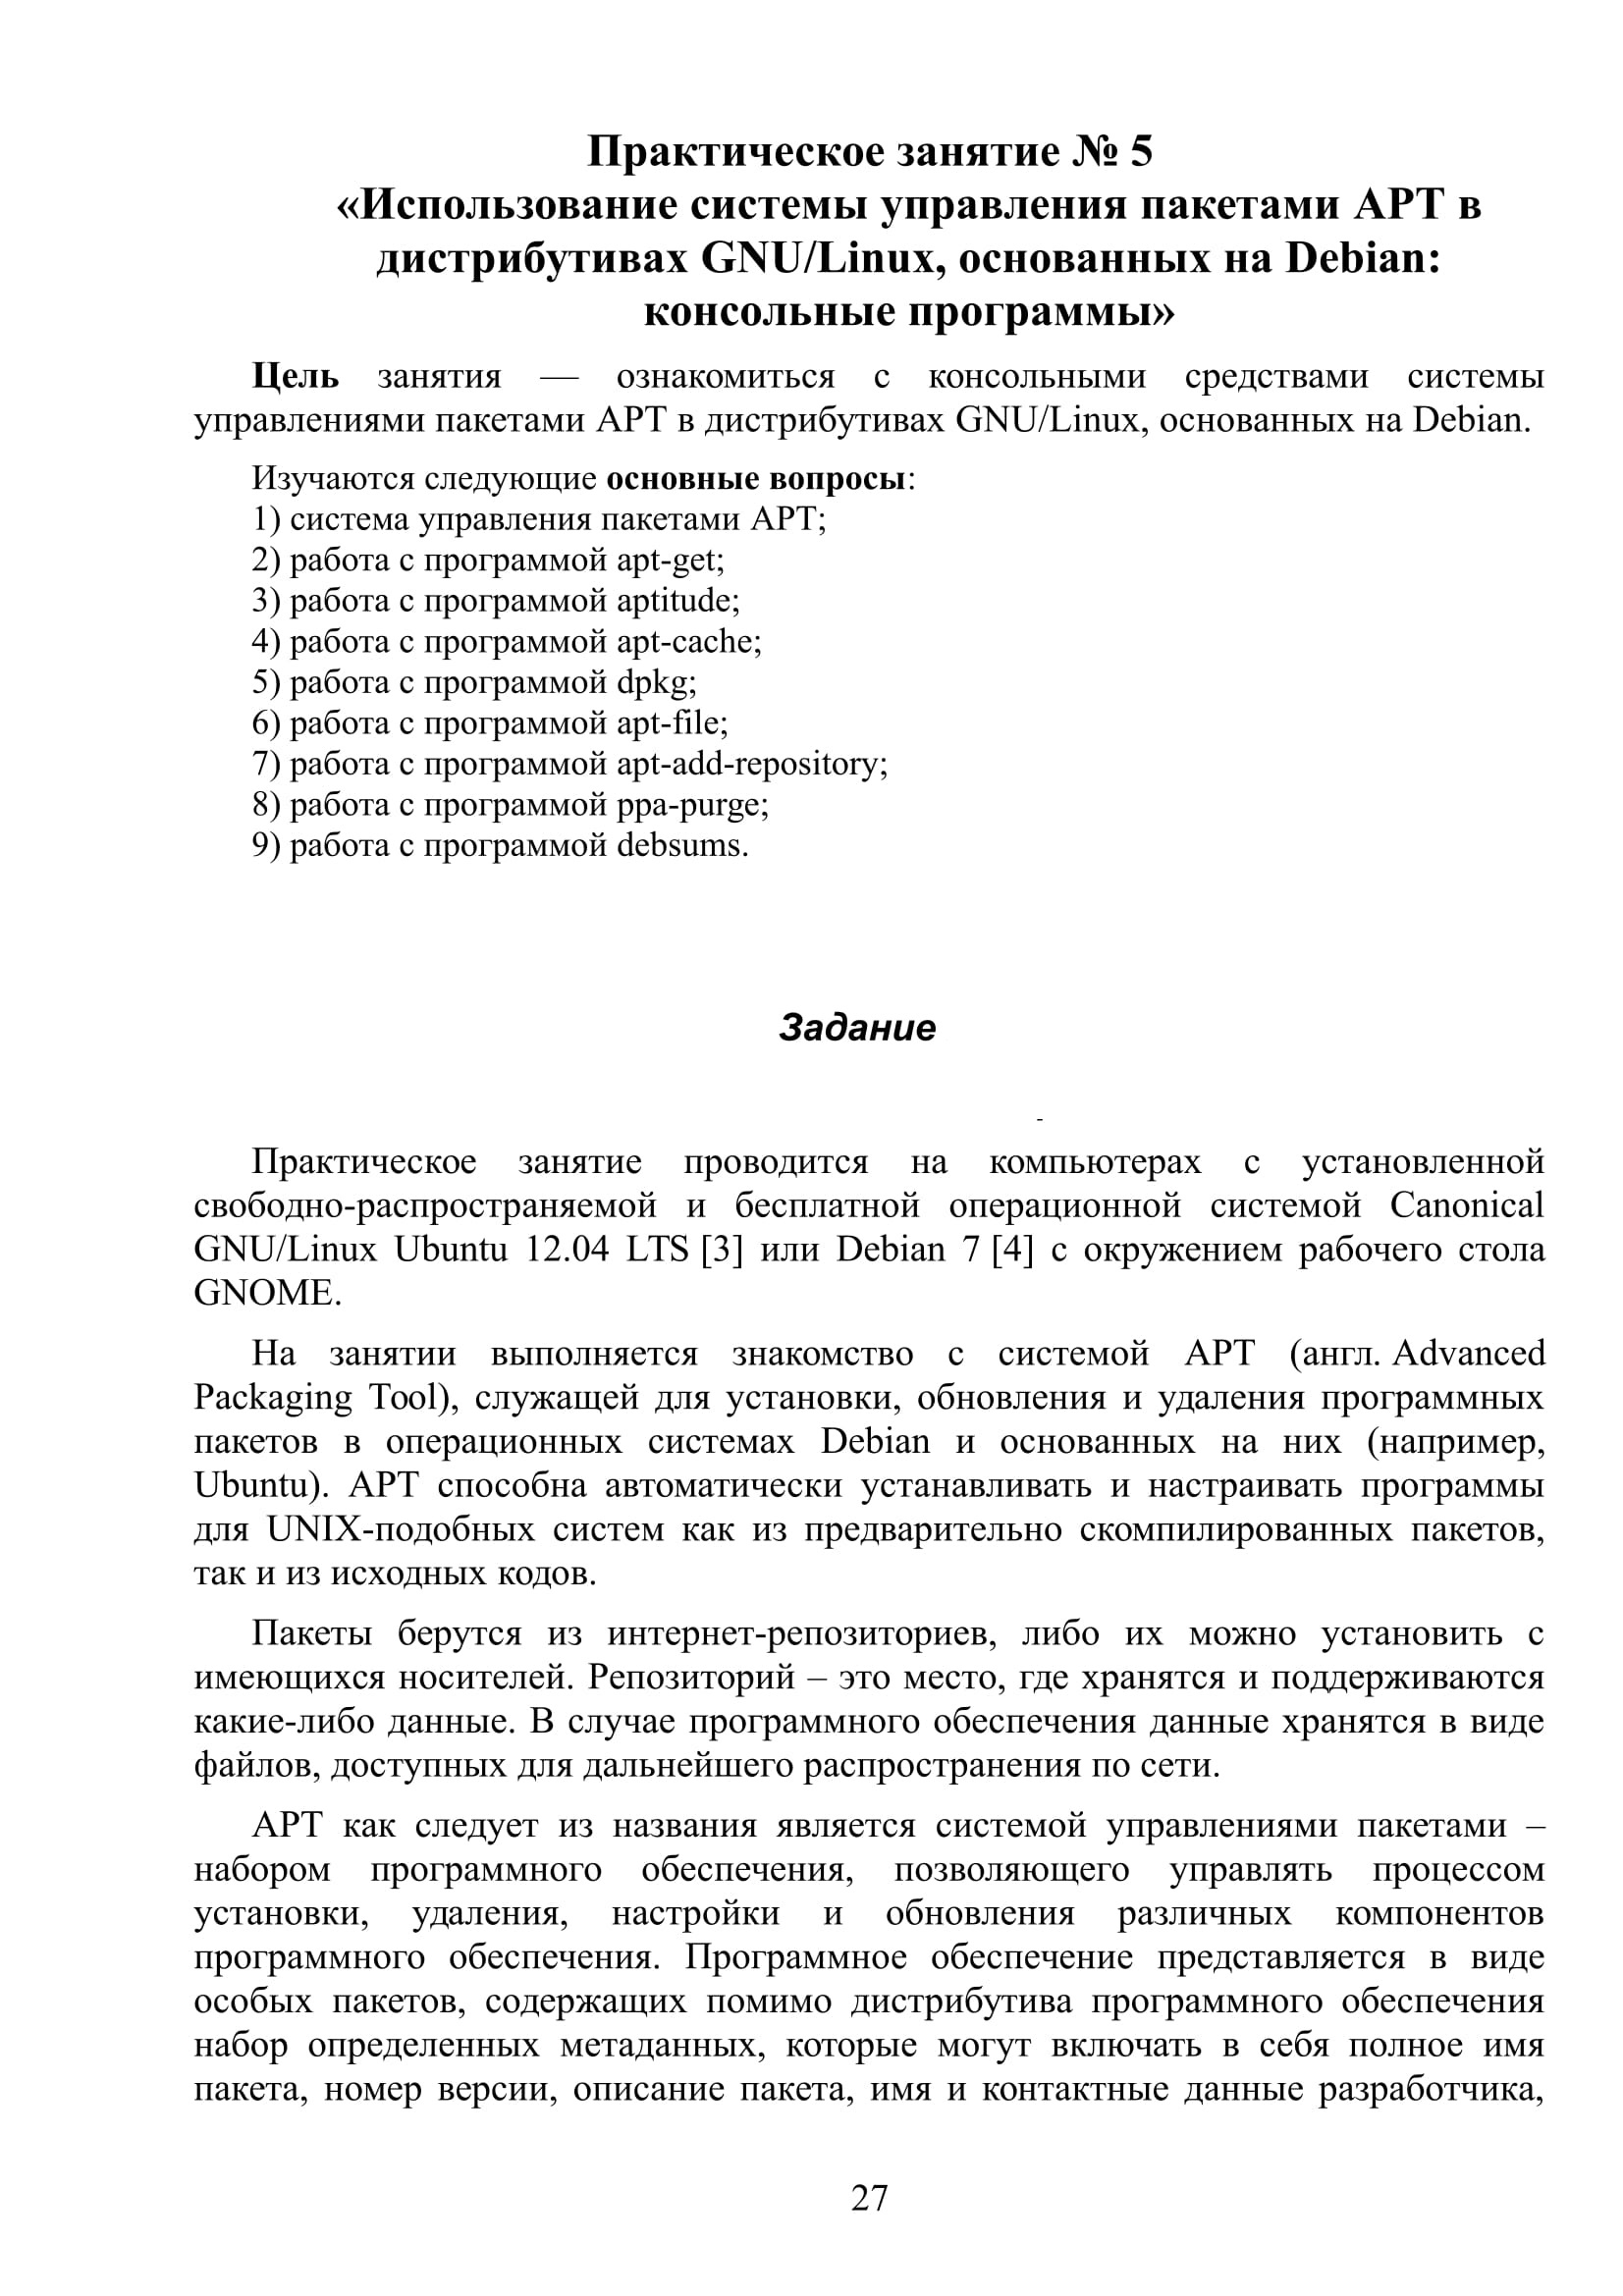 Практическое занятие № 5
«Использование системы управления пакетами APT в
дистрибутивах GNU/Linux, основанных на Debian:
консольные программы»
Цель занятия — ознакомиться с консольными средствами системы
управлениями пакетами APT в дистрибутивах GNU/Linux, основанных на Debian.
Изучаются следующие основные вопросы:
1) система управления пакетами APT;
2) работа с программой apt-get;
3) работа с программой aptitude;
4) работа с программой apt-cache;
5) работа с программой dpkg;
6) работа с программой apt-file;
7) работа с программой apt-add-repository;
8) работа с программой ppa-purge;
9) работа с программой debsums.
Задание
-
Практическое занятие проводится на компьютерах с установленной
свободно-распространяемой и бесплатной операционной системой Canonical
GNU/Linux Ubuntu 12.04 LTS [3] или Debian 7 [4] с окружением рабочего стола
GNOME.
На занятии выполняется знакомство с системой APT (англ. Advanced
Packaging Tool), служащей для установки, обновления и удаления программных
пакетов в операционных системах Debian и основанных на них (например,
Ubuntu). APT способна автоматически устанавливать и настраивать программы
для UNIX-подобных систем как из предварительно скомпилированных пакетов,
так и из исходных кодов.
Пакеты берутся из интернет-репозиториев, либо их можно установить с
имеющихся носителей. Репозиторий – это место, где хранятся и поддерживаются
какие-либо данные. В случае программного обеспечения данные хранятся в виде
файлов, доступных для дальнейшего распространения по сети.
APT как следует из названия является системой управлениями пакетами –
набором программного обеспечения, позволяющего управлять процессом
установки, удаления, настройки и обновления различных компонентов
программного обеспечения. Программное обеспечение представляется в виде
особых пакетов, содержащих помимо дистрибутива программного обеспечения
набор определенных метаданных, которые могут включать в себя полное имя
пакета, номер версии, описание пакета, имя и контактные данные разработчика,
27